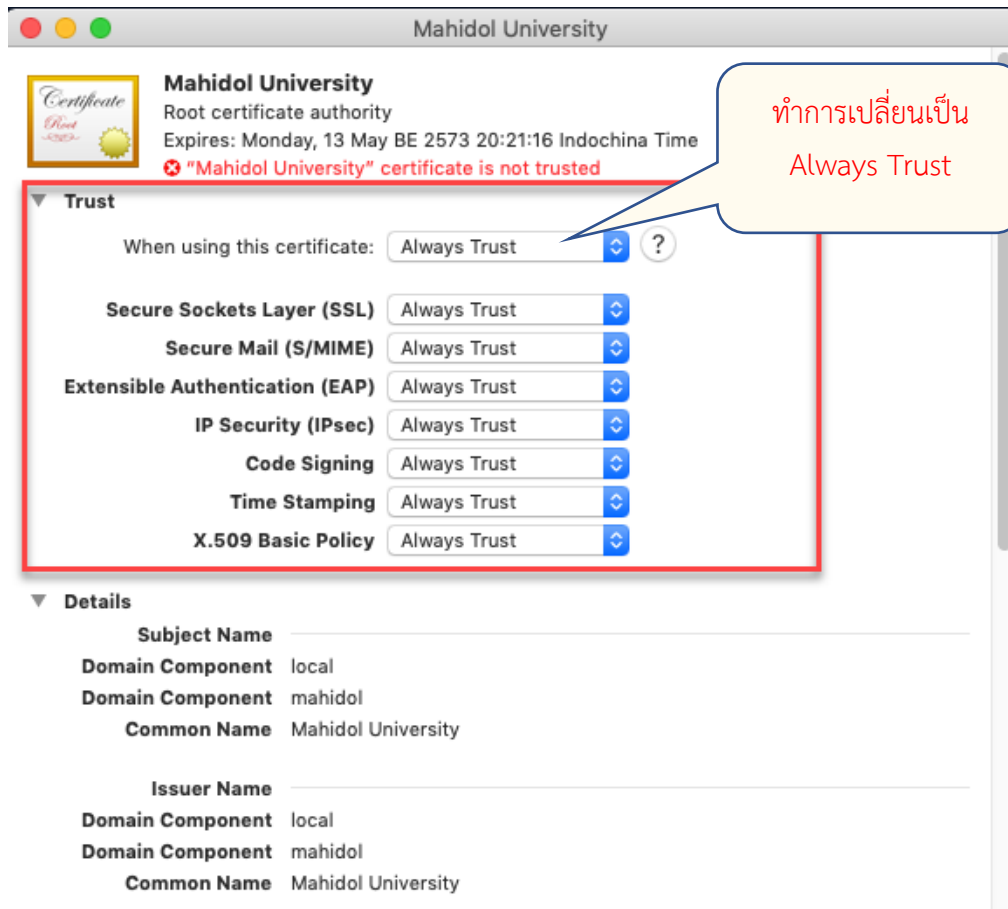 Mahidol University
Certificate
Root
Mahidol University
Root certificate authority
Expires: Monday, 13 May BE 2573 20:21:16 Indochina Time
"Mahidol University" certificate is not trusted
ทำการเปลี่ยนเป็น
Always Trust
Trust
When using this certificate: Always Trust ?
Secure Sockets Layer (SSL) Always Trust
Secure Mail (S/MIME) Always Trust
Extensible Authentication (EAP) Always Trust
IP Security (IPsec) Always Trust
Code Signing Always Trust
Time Stamping Always Trust
X.509 Basic Policy Always Trust
Details
Subject Name
Domain Component local
Domain Component mahidol
Common Name Mahidol University
Issuer Name
Domain Component local
Domain Component mahidol
Common Name Mahidol University